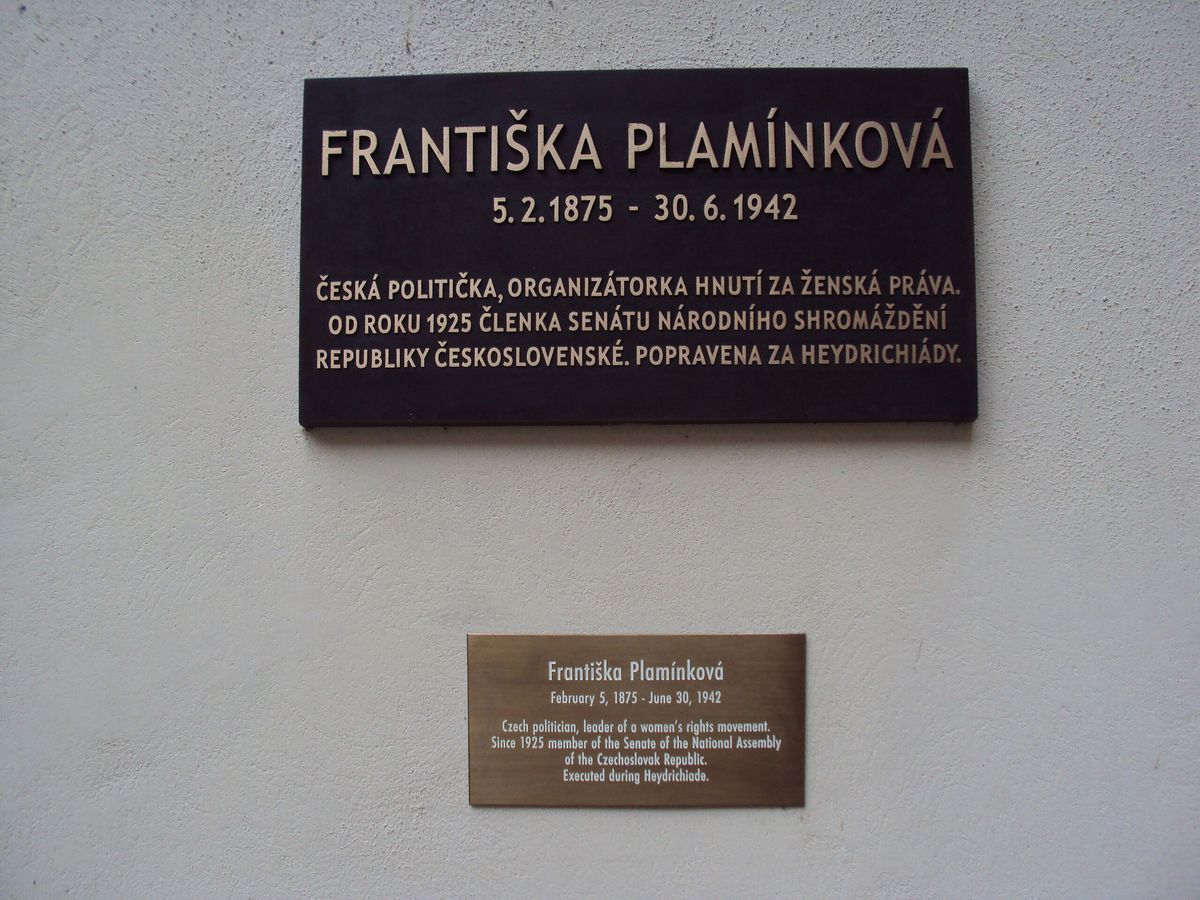 FRANTIŠKA PLAMÍNKOVÁ
5. 2. 1875 - 30. 6. 1942
ČESKÁ POLITIČKA, ORGANIZÁTORKA HNUTÍ ZA ŽENSKÁ PRÁVA.
OD ROKU 1925 ČLENKA SENÁTU NÁRODNÍHO SHROMÁŽDĚNÍ
REPUBLIKY ČESKOSLOVENSKÉ. POPRAVENA ZA HEYDRICHIÁDY.
Františka Plamínková
February 5, 1875 - June 30, 1942
Czech politician, leader of a women's rights movement.
Since 1925 member of the Senate of the National Assembly
of the Czechoslovak Republic.
Executed during Heydrichiade.